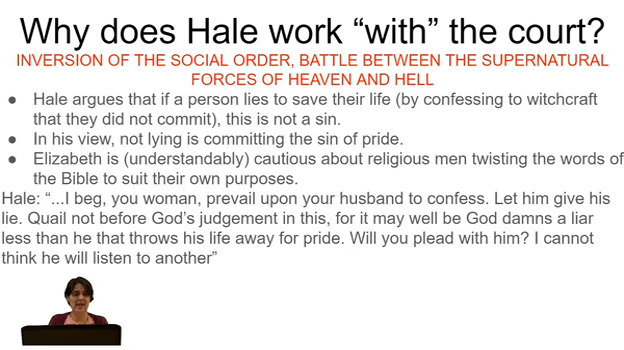 Why does Hale work “with” the court?
INVERSION OF THE SOCIAL ORDER, BATTLE BETWEEN THE SUPERNATURAL
FORCES OF HEAVEN AND HELL
● Hale argues that if a person lies to save their life (by confessing to witchcraft
that they did not commit), this is not a sin.
● In his view, not lying is committing the sin of pride.
● Elizabeth is (understandably) cautious about religious men twisting the words of
the Bible to suit their own purposes.
Hale: “...I beg, you woman, prevail upon your husband to confess. Let him give his
lie. Quail not before God’s judgement in this, for it may well be God damns a liar
less than he that throws his life away for pride. Will you plead with him? I cannot
think he will listen to another”